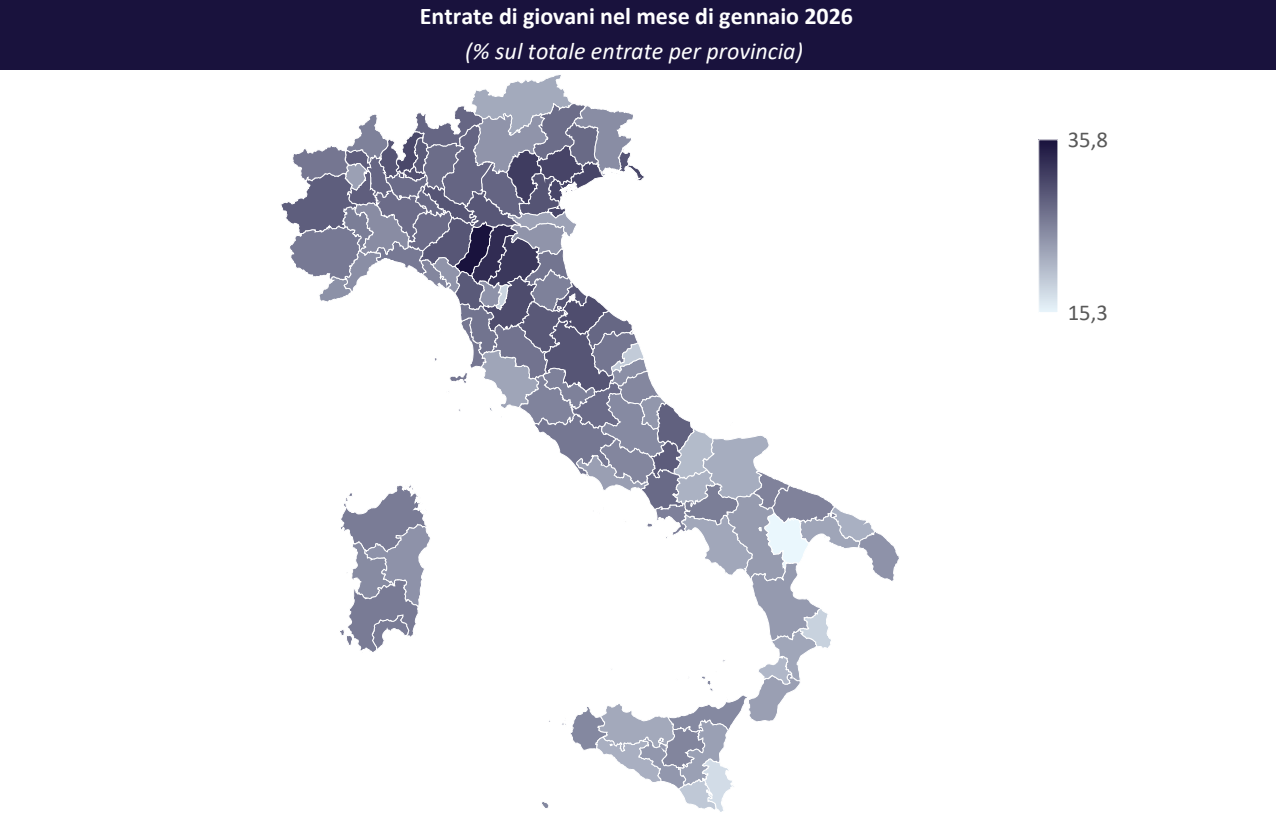 Entrate di giovani nel mese di gennaio 2026
(% sul totale entrate per provincia)
35,8
15,3